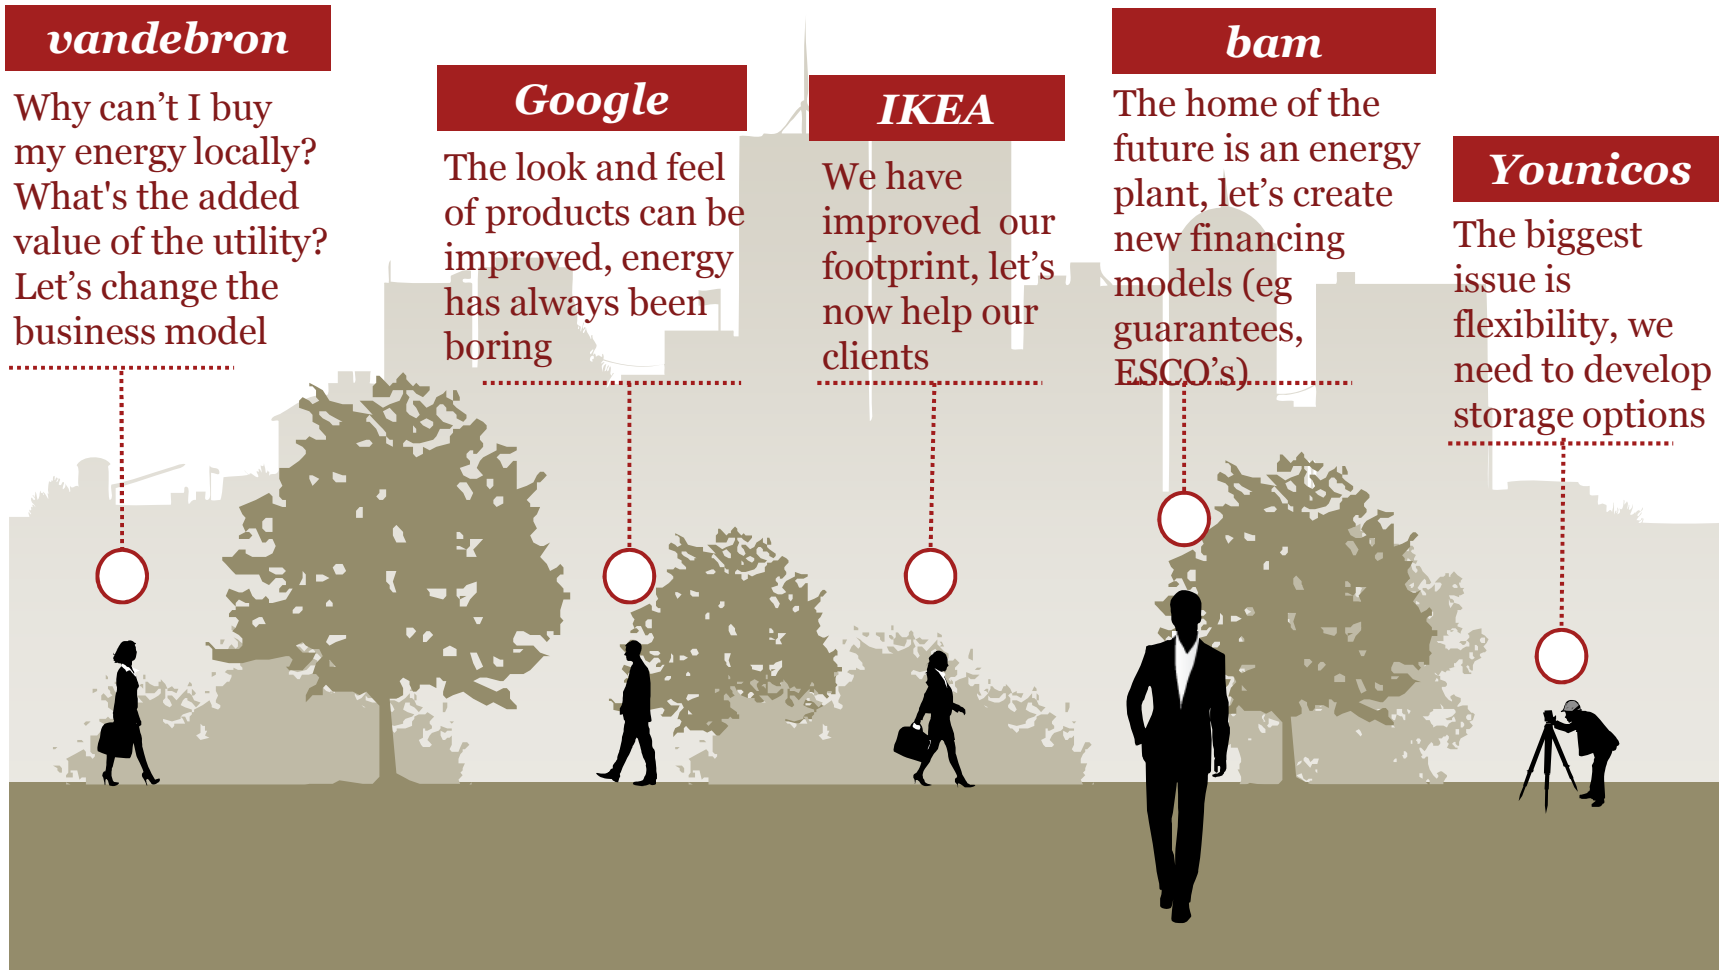 vandebron
Why can’t I buy
my energy locally?
What's the added
value of the utility?
Let’s change the
business model
Google
The look and feel
of products can be
improved, energy
has always been
boring
IKEA
We have
improved  our
footprint, let’s
now help our
clients
bam
The home of the
future is an energy
plant, let’s create
new financing
models (eg
guarantees,
ESCO’s)
Younicos
The biggest
issue is
flexibility, we
need to develop
storage options